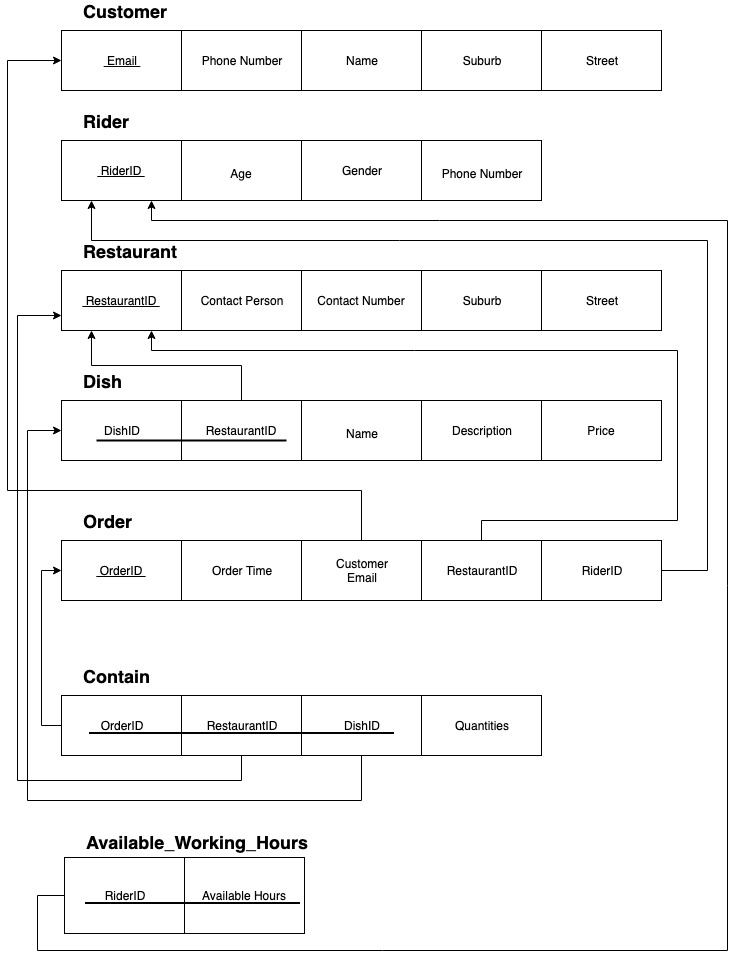 Customer
Email Phone Number Name Suburb Street
Rider
RiderID Age Gender Phone Number
Restaurant
RestaurantID Contact Person Contact Number Suburb Street
Dish
DishID RestaurantID Name Description Price
Order
OrderID Order Time Customer Email RestaurantID RiderID
Contain
OrderID RestaurantID DishID Quantities
Available_Working_Hours
RiderID Available Hours